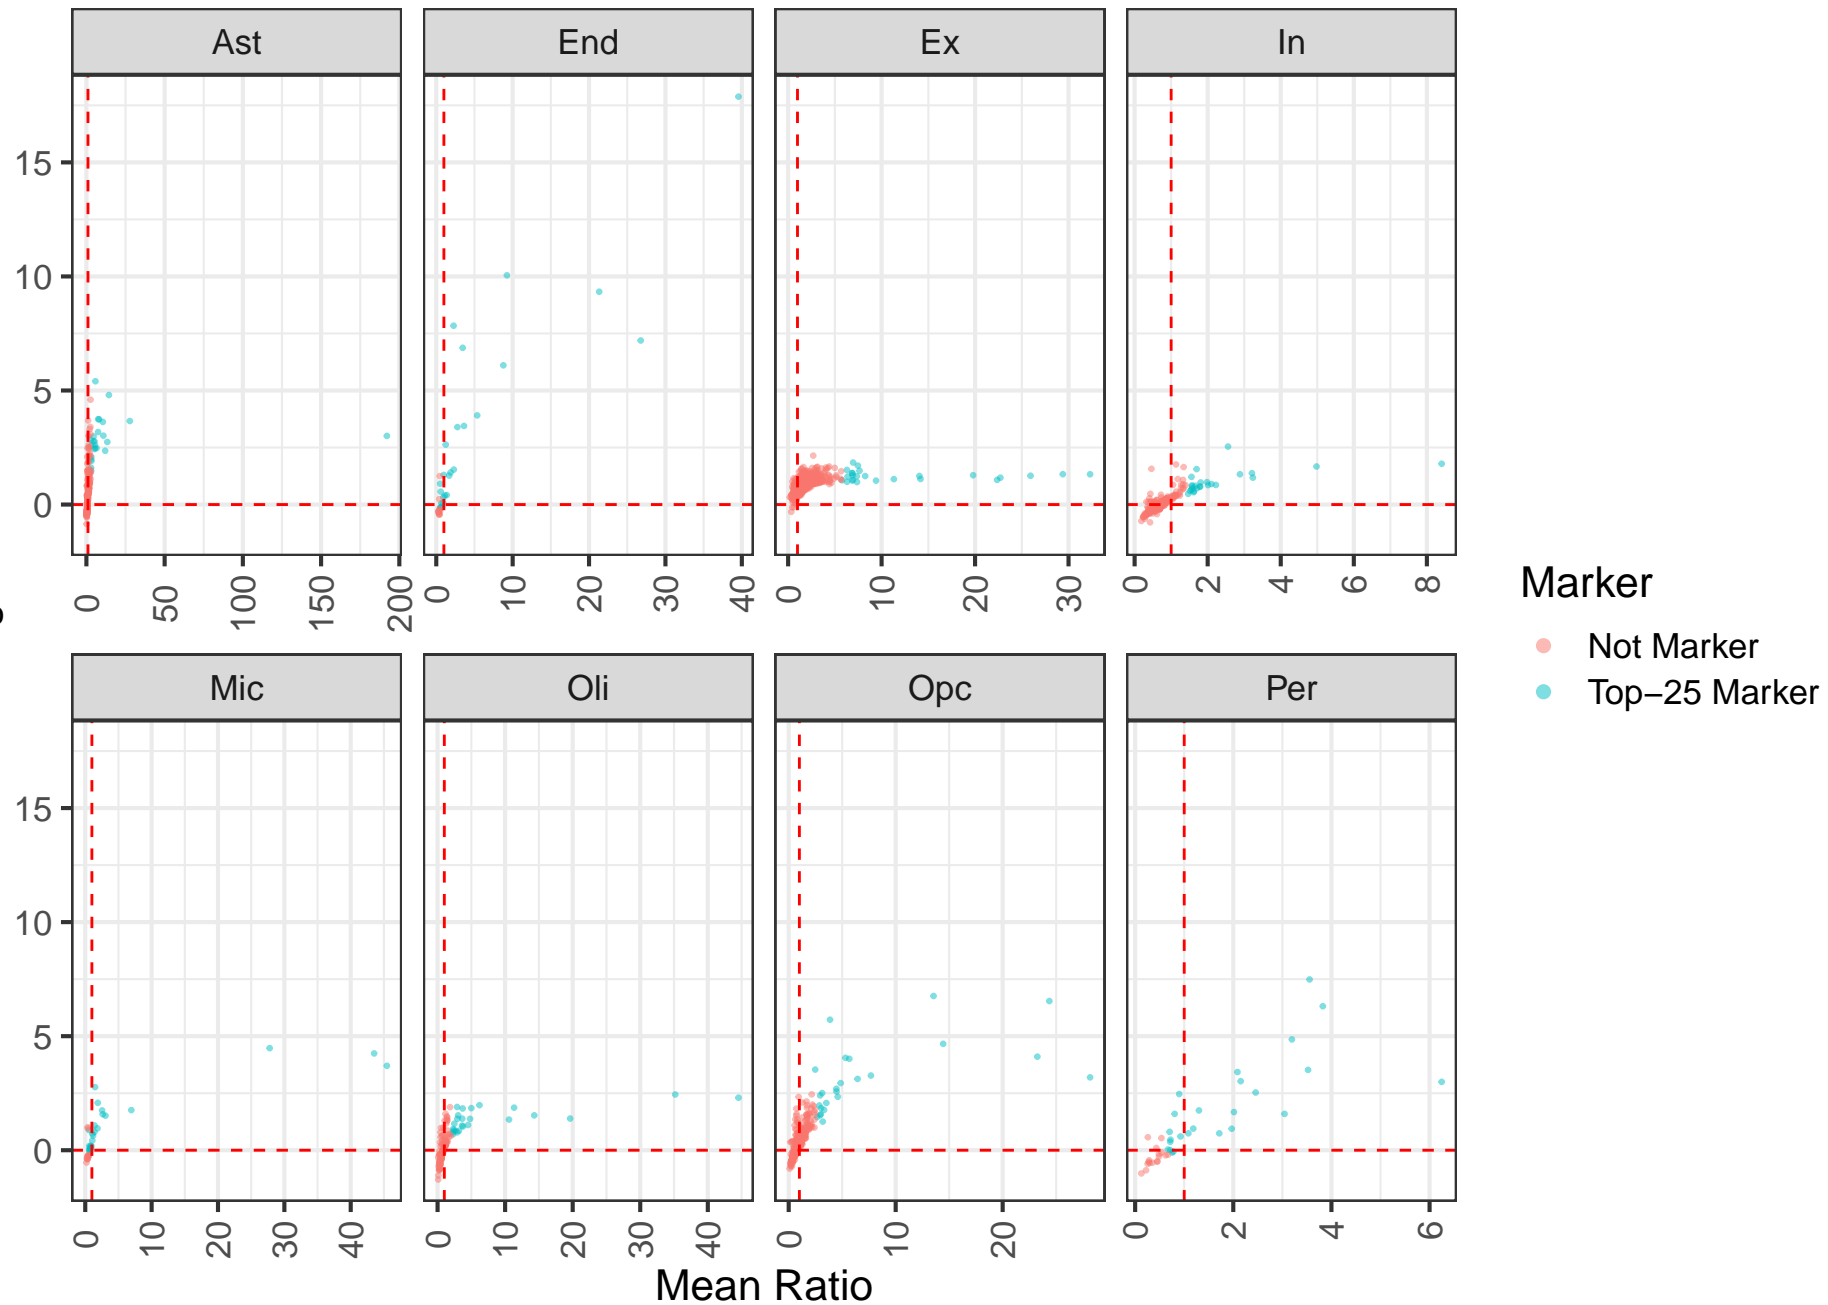 Ast End Ex In
15
10
5
0
0 50 100 150 200 0 10 20 30 40 0 10 20 30 0 2 4 6 8
Mic Oli Opc Per
15
10
5
0
0 10 20 30 40 0 10 20 30 40 0 10 20 0 2 4 6
Mean Ratio
Marker
Not Marker
Top−25 Marker